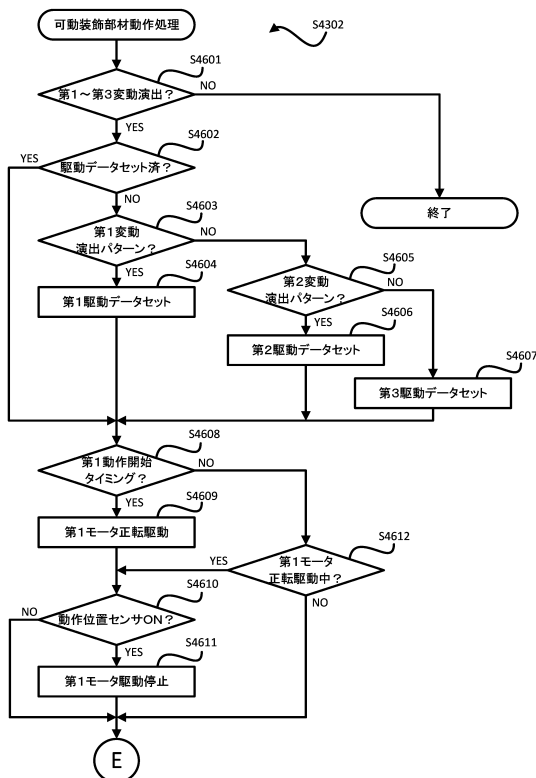 可動装飾部材動作処理
S4302
S4601
第1～第3変動演出？
NO
YES
S4602
YES
駆動データセット済？
NO
S4603
終了
第1変動
演出パターン？
NO
YES
S4604
S4605
第1駆動データセット
第2変動
演出パターン？
NO
YES
S4606
第2駆動データセット
S4607
第3駆動データセット
S4608
第1動作開始
タイミング？
NO
YES
S4609
第1モータ正転駆動
S4612
YES
第1モータ
正転駆動中？
NO
S4610
NO
動作位置センサON？
YES
S4611
第1モータ駆動停止
E